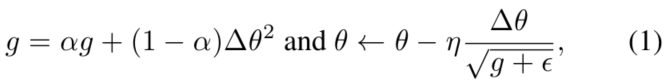 g = αg + (1 − α)Δθ² and θ ← θ − η Δθ / √(g + ϵ), (1)